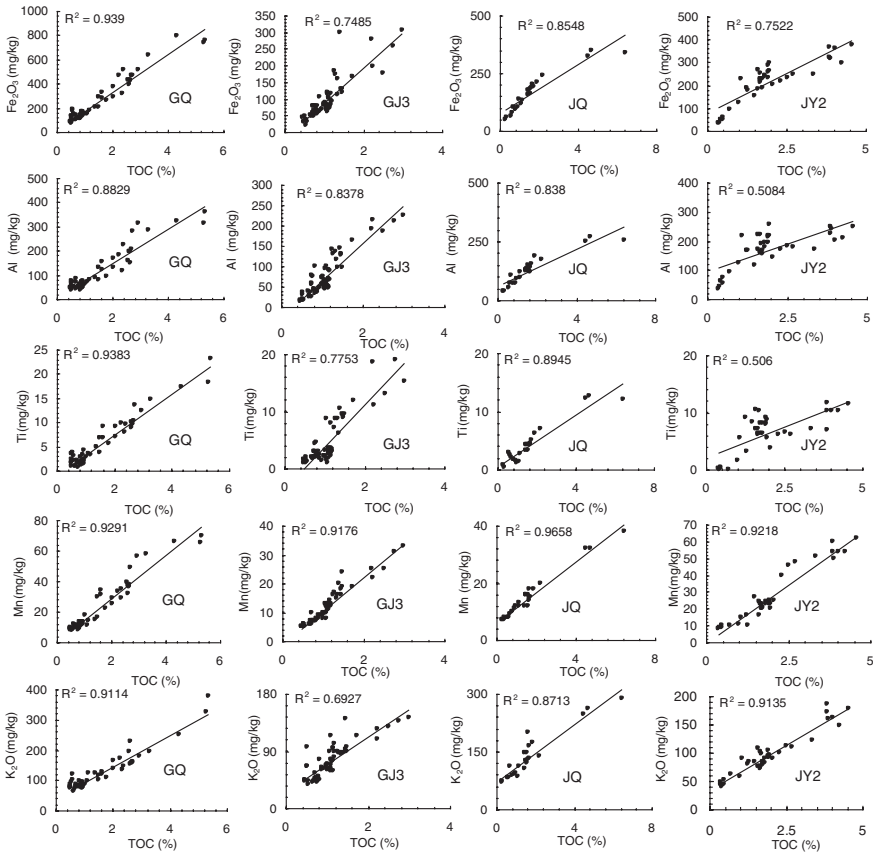 R² = 0.939
Fe₂O₃ (mg/kg)
1000
800
600
400
200
0
GQ
0 2 4 6
TOC (%)
R² = 0.7485
Fe₂O₃ (mg/kg)
350
300
250
200
150
100
50
0
GJ3
0 2 4
TOC (%)
R² = 0.8548
Fe₂O₃ (mg/kg)
500
250
0
JQ
0 4 8
TOC (%)
R² = 0.7522
Fe₂O₃ (mg/kg)
500
400
300
200
100
0
JY2
0 2.5 5
TOC (%)
R² = 0.8829
Al (mg/kg)
500
400
300
200
100
0
GQ
0 2 4 6
TOC (%)
R² = 0.8378
Al (mg/kg)
300
250
200
150
100
50
0
GJ3
0 2 4
TOC (%)
R² = 0.838
Al (mg/kg)
500
250
0
JQ
0 4 8
TOC (%)
R² = 0.5084
Al (mg/kg)
400
300
200
100
0
JY2
0 2.5 5
TOC (%)
R² = 0.9383
Ti(mg/kg)
25
20
15
10
5
0
GQ
0 2 4 6
TOC (%)
R² = 0.7753
Ti(mg/kg)
20
10
0
GJ3
0 2 4
TOC (%)
R² = 0.8945
Ti(mg/kg)
20
10
0
JQ
0 4 8
TOC (%)
R² = 0.506
Ti(mg/kg)
20
10
0
JY2
0 2.5 5
TOC (%)
R² = 0.9291
Mn(mg/kg)
80
60
40
20
0
GQ
0 2 4 6
TOC (%)
R² = 0.9176
Mn(mg/kg)
40
30
20
10
0
GJ3
0 2 4
TOC (%)
R² = 0.9658
Mn (mg/kg)
40
20
0
JQ
0 4 8
TOC (%)
R² = 0.9218
Mn(mg/kg)
70
60
50
40
30
20
10
0
JY2
0 2.5 5
TOC (%)
R² = 0.9114
K₂O(mg/kg)
400
300
200
100
0
GQ
0 2 4 6
TOC (%)
R² = 0.6927
K₂O(mg/kg)
180
120
60
0
GJ3
0 2 4
TOC (%)
R² = 0.8713
K₂O(mg/kg)
300
150
0
JQ
0 4 8
TOC (%)
R² = 0.9135
K₂O(mg/kg)
200
150
100
50
0
JY2
0 2.5 5
TOC (%)